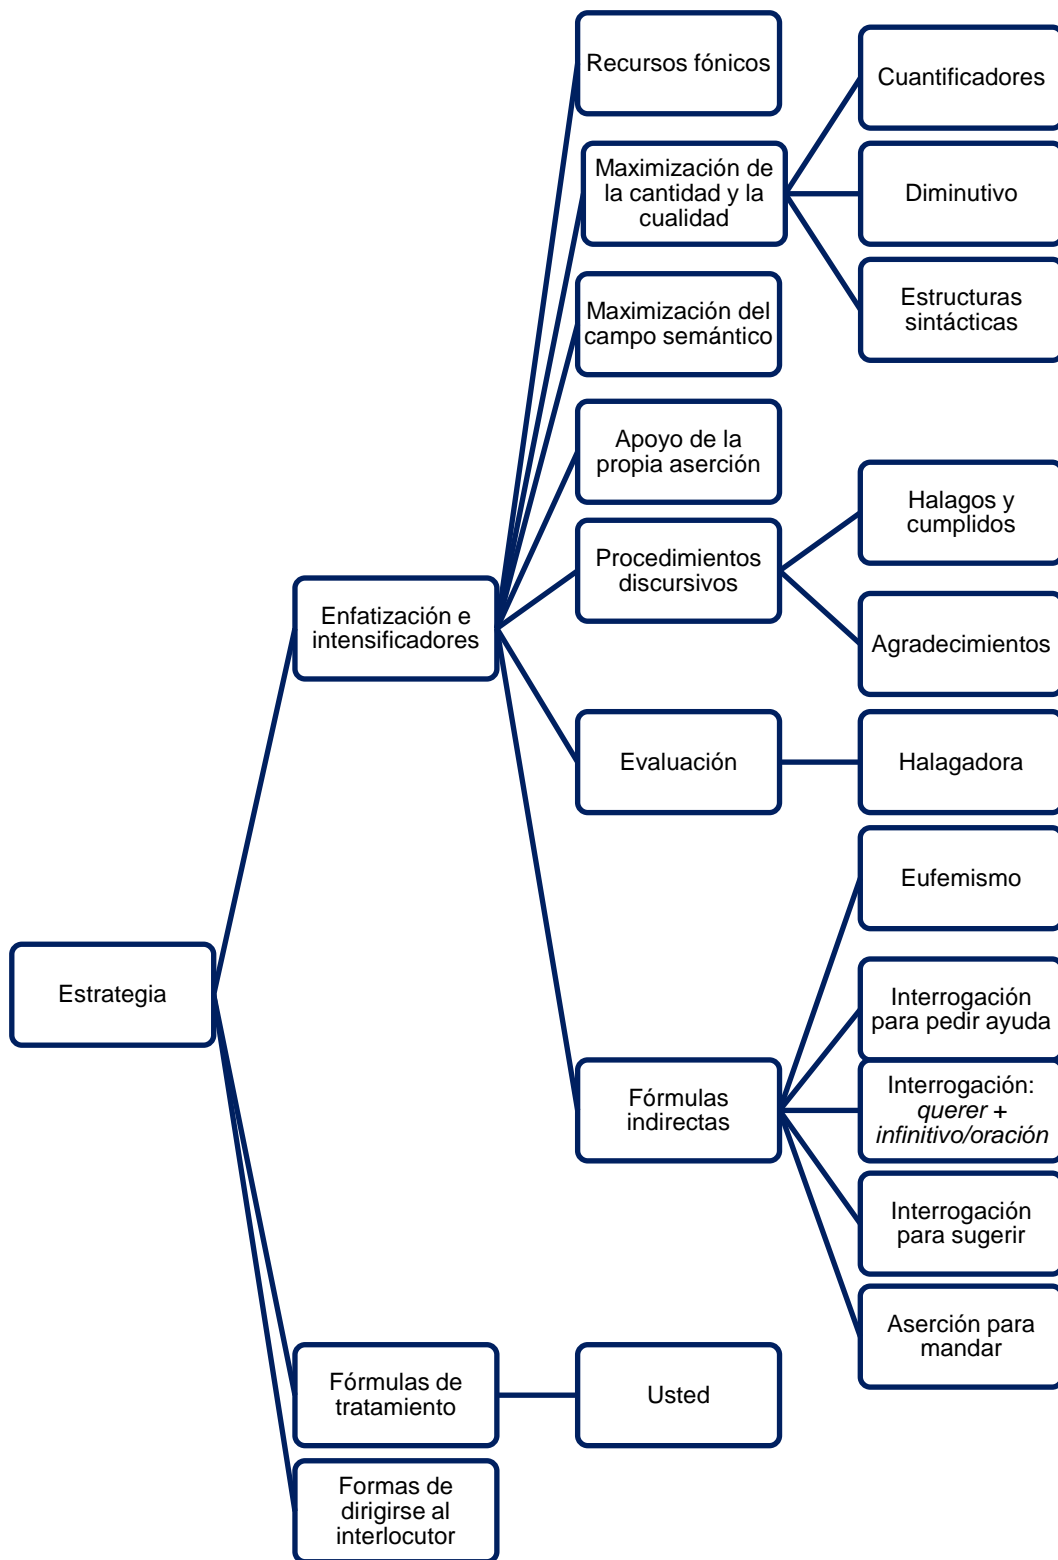 Recursos fónicos
Cuantificadores
Maximización de
la cantidad y la
cualidad
Diminutivo
Estructuras
sintácticas
Maximización del
campo semántico
Apoyo de la
propia aserción
Halagos y
cumplidos
Procedimientos
discursivos
Agradecimientos
Enfatización e
intensificadores
Evaluación
Halagadora
Eufemismo
Estrategia
Interrogación
para pedir ayuda
Interrogación:
querer +
infinitivo/oración
Fórmulas
indirectas
Interrogación
para sugerir
Aserción para
mandar
Fórmulas de
tratamiento
Usted
Formas de
dirigirse al
interlocutor